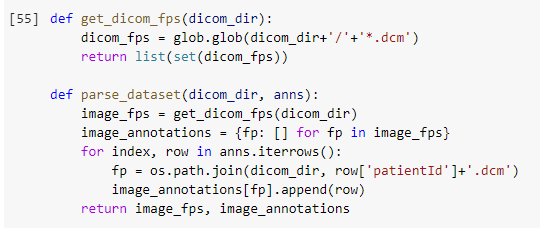 [55] def get_dicom_fps(dicom_dir):
    dicom_fps = glob.glob(dicom_dir+'/'+'*.dcm')
    return list(set(dicom_fps))

def parse_dataset(dicom_dir, anns):
    image_fps = get_dicom_fps(dicom_dir)
    image_annotations = {fp: [] for fp in image_fps}
    for index, row in anns.iterrows():
        fp = os.path.join(dicom_dir, row['patientId']+'.dcm')
        image_annotations[fp].append(row)
    return image_fps, image_annotations